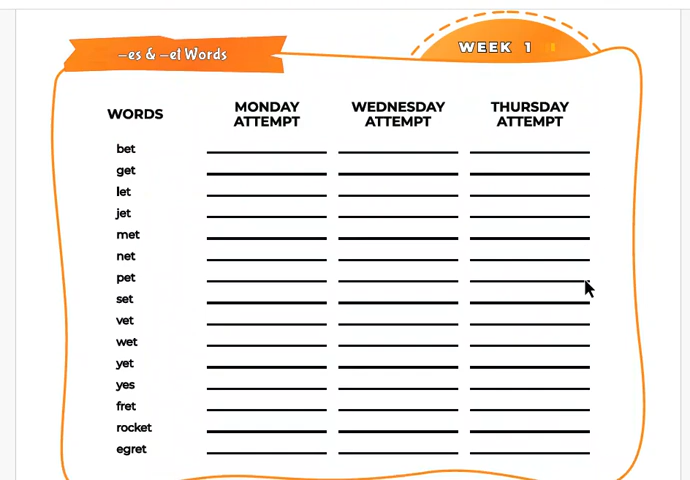 –es & –et Words
WEEK 1
WORDS
MONDAY ATTEMPT
WEDNESDAY ATTEMPT
THURSDAY ATTEMPT
bet
get
let
jet
met
net
pet
set
vet
wet
yet
yes
fret
rocket
egret